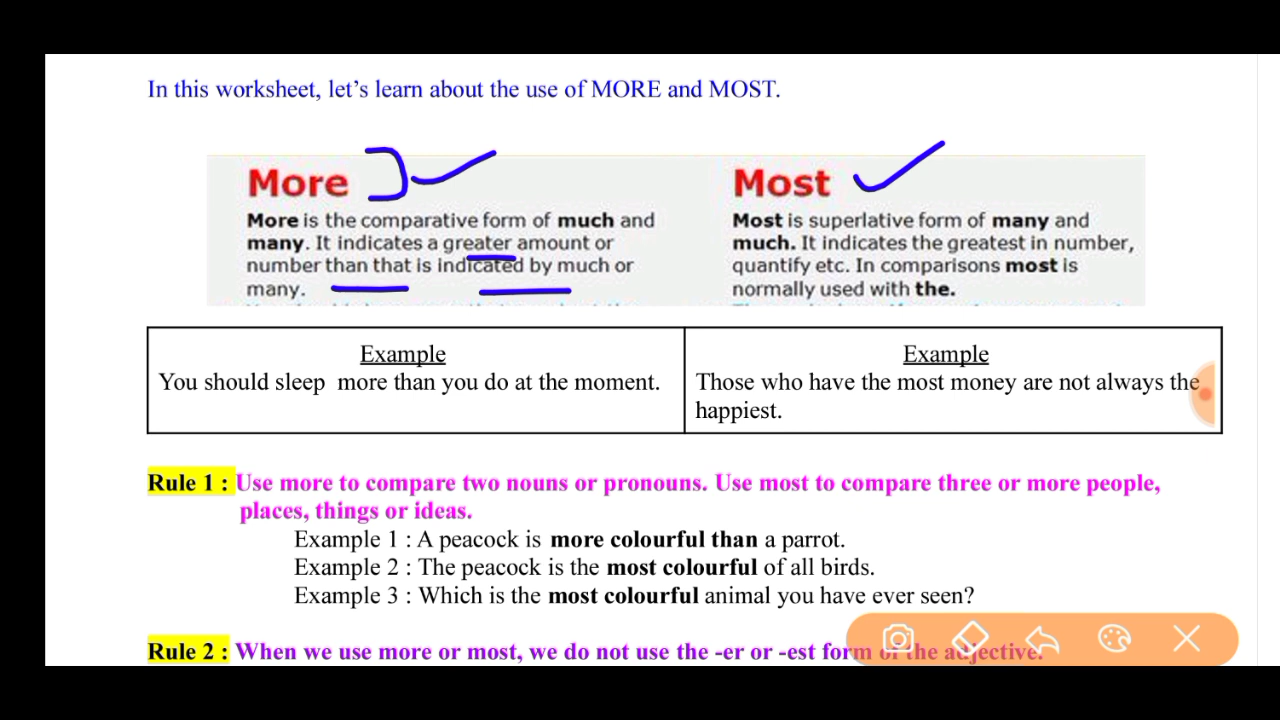 In this worksheet, let’s learn about the use of MORE and MOST.
More
More is the comparative form of much and
many. It indicates a greater amount or
number than that is indicated by much or
many.
Most
Most is superlative form of many and
much. It indicates the greatest in number,
quantify etc. In comparisons most is
normally used with the.
Example
You should sleep more than you do at the moment.
Example
Those who have the most money are not always the
happiest.
Rule 1 : Use more to compare two nouns or pronouns. Use most to compare three or more people,
places, things or ideas.
Example 1 : A peacock is more colourful than a parrot.
Example 2 : The peacock is the most colourful of all birds.
Example 3 : Which is the most colourful animal you have ever seen?
Rule 2 : When we use more or most, we do not use the -er or -est form of the adjective.